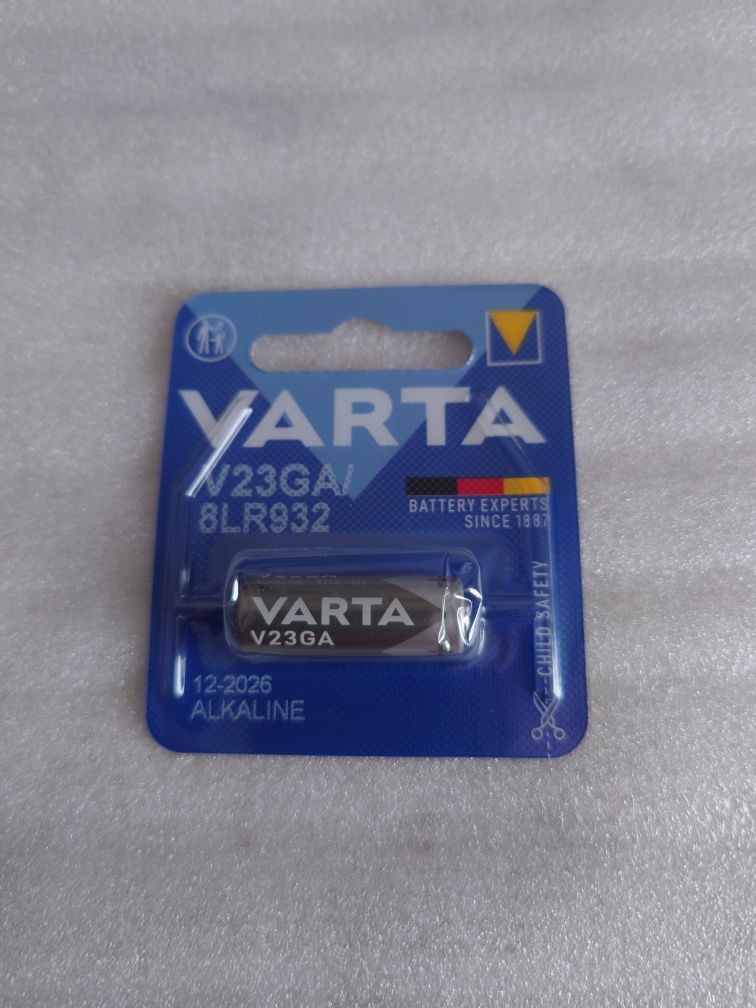 VARTA
V23GA/
8LR932
BATTERY EXPERTS
SINCE 1887
VARTA
V23GA
CHILD SAFETY
12-2026
ALKALINE